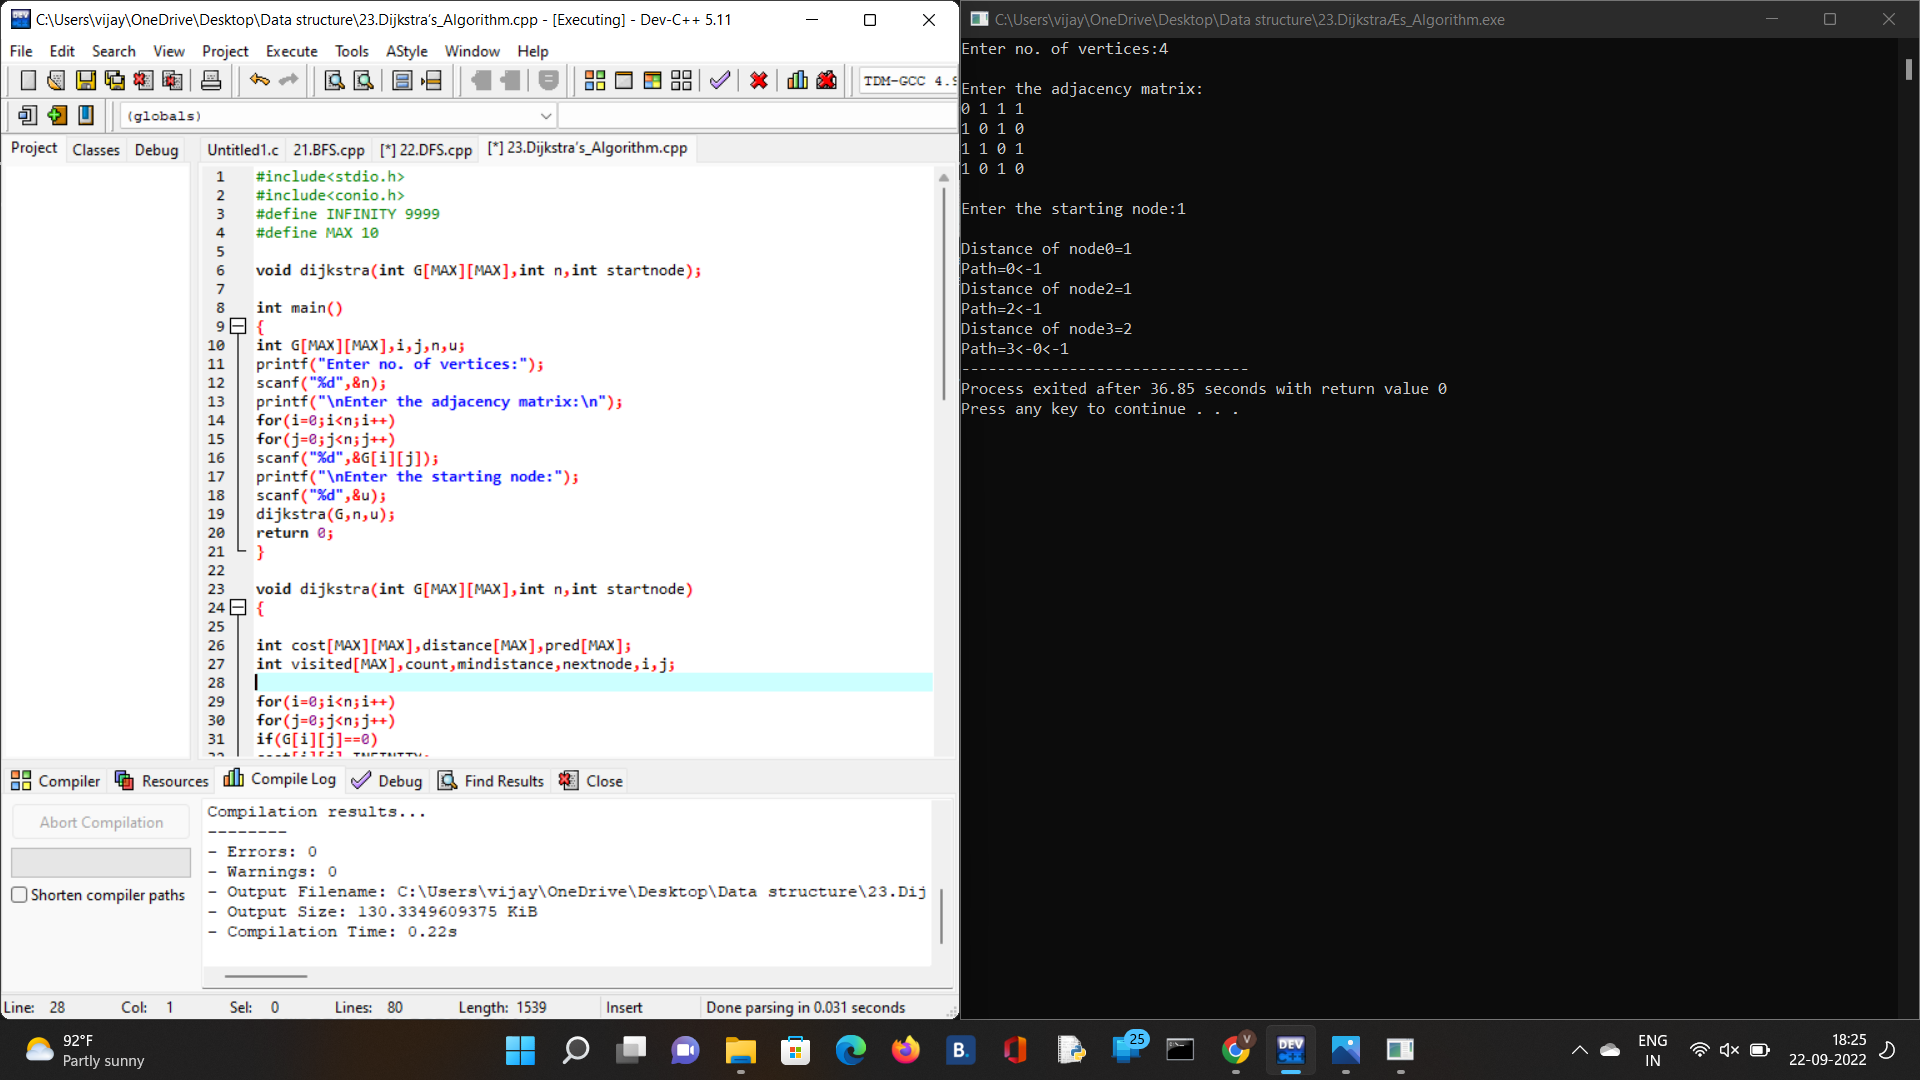 C:\Users\vijay\OneDrive\Desktop\Data structure\23.Dijkstra's_Algorithm.cpp - [Executing] - Dev-C++ 5.11
File Edit Search View Project Execute Tools AStyle Window Help
TDM-GCC 4.9
(globals)
Project Classes Debug
Untitled1.c 21.BFS.cpp [*] 22.DFS.cpp [*] 23.Dijkstra's_Algorithm.cpp
1 #include<stdio.h>
2 #include<conio.h>
3 #define INFINITY 9999
4 #define MAX 10
5
6 void dijkstra(int G[MAX][MAX],int n,int startnode);
7
8 int main()
9 {
10 int G[MAX][MAX],i,j,n,u;
11 printf("Enter no. of vertices:");
12 scanf("%d",&n);
13 printf("\nEnter the adjacency matrix:\n");
14 for(i=0;i<n;i++)
15 for(j=0;j<n;j++)
16 scanf("%d",&G[i][j]);
17 printf("\nEnter the starting node:");
18 scanf("%d",&u);
19 dijkstra(G,n,u);
20 return 0;
21 }
22
23 void dijkstra(int G[MAX][MAX],int n,int startnode)
24 {
25
26 int cost[MAX][MAX],distance[MAX],pred[MAX];
27 int visited[MAX],count,mindistance,nextnode,i,j;
28
29 for(i=0;i<n;i++)
30 for(j=0;j<n;j++)
31 if(G[i][j]==0)
Compiler Resources Compile Log Debug Find Results Close
Abort Compilation
Shorten compiler paths
Compilation results...
--------
- Errors: 0
- Warnings: 0
- Output Filename: C:\Users\vijay\OneDrive\Desktop\Data structure\23.Dij
- Output Size: 130.3349609375 KiB
- Compilation Time: 0.22s
Line: 28 Col: 1 Sel: 0 Lines: 80 Length: 1539 Insert Done parsing in 0.031 seconds
C:\Users\vijay\OneDrive\Desktop\Data structure\23.DijkstraÆs_Algorithm.exe
Enter no. of vertices:4
Enter the adjacency matrix:
0 1 1 1
1 0 1 0
1 1 0 1
1 0 1 0
Enter the starting node:1
Distance of node0=1
Path=0<-1
Distance of node2=1
Path=2<-1
Distance of node3=2
Path=3<-0<-1
--------------------------------
Process exited after 36.85 seconds with return value 0
Press any key to continue . . .
92°F
Partly sunny
B.
25
V
DEV
C++
ENG
IN
18:25
22-09-2022